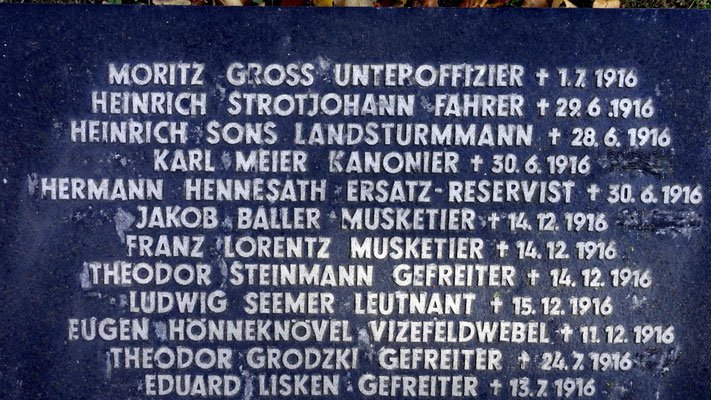 MORITZ GROSS UNTEROFFIZIER † 1.7.1916
HEINRICH STROTJOHANN FAHRER † 29.6.1916
HEINRICH SONS LANDSTURMMANN † 28.6.1916
KARL MEIER KANONIER † 30.6.1916
HERMANN HENNESATH ERSATZ-RESERVIST † 30.6.1916
JAKOB BALLER MUSKETIER † 14.12.1916
FRANZ LORENTZ MUSKETIER † 14.12.1916
THEODOR STEINMANN GEFREITER † 14.12.1916
LUDWIG SEEMER LEUTNANT † 15.12.1916
EUGEN HÖNNEKNÖVEL VIZEFELDWEBEL † 11.12.1916
THEODOR GRODZKI GEFREITER † 24.7.1916
EDUARD LISKEN GEFREITER † 13.7.1916